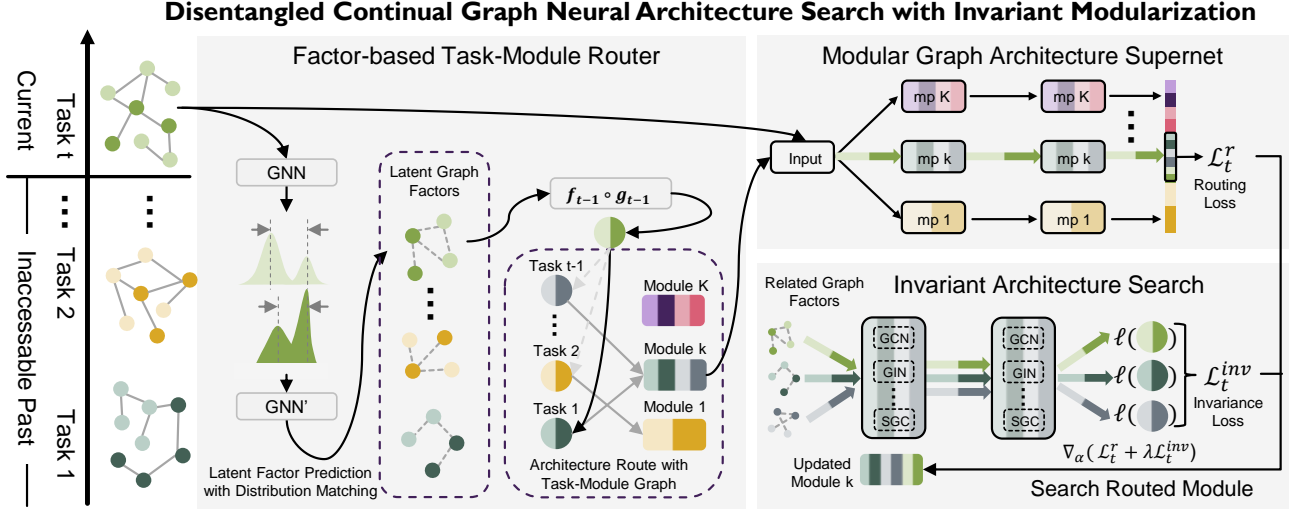 Disentangled Continual Graph Neural Architecture Search with Invariant Modularization
Current
Task t
Inaccessable Past
Task 2
Task 1
Factor-based Task-Module Router
GNN
GNN'
Latent Factor Prediction
with Distribution Matching
Latent Graph
Factors
f_{t-1} ∘ g_{t-1}
Task t-1
Task 2
Task 1
Module K
Module k
Module 1
Architecture Route with
Task-Module Graph
Modular Graph Architecture Supernet
Input
mp K
mp K
mp k
mp k
mp 1
mp 1
ℒ_t^r
Routing
Loss
Related Graph
Factors
Invariant Architecture Search
GCN
GIN
SGC
GCN
GIN
SGC
ℓ( )
ℓ( )
ℓ( )
ℒ_t^{inv}
Invariance
Loss
∇_α(ℒ_t^r + λℒ_t^{inv})
Updated
Module k
Search Routed Module